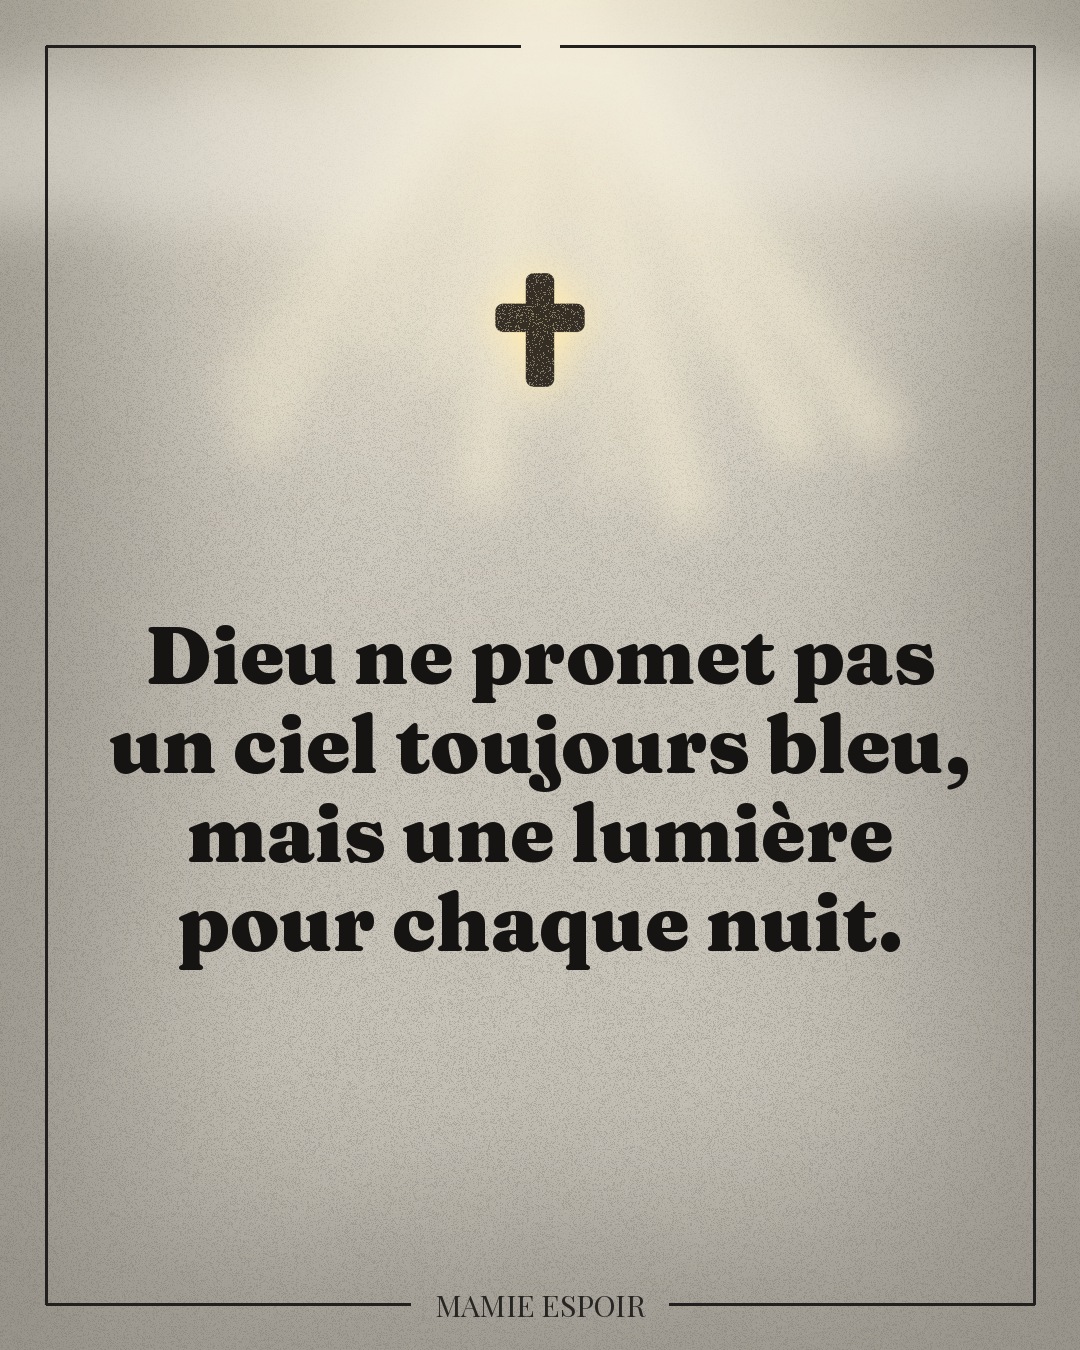 Dieu ne promet pas
un ciel toujours bleu,
mais une lumière
pour chaque nuit.
MAMIE ESPOIR